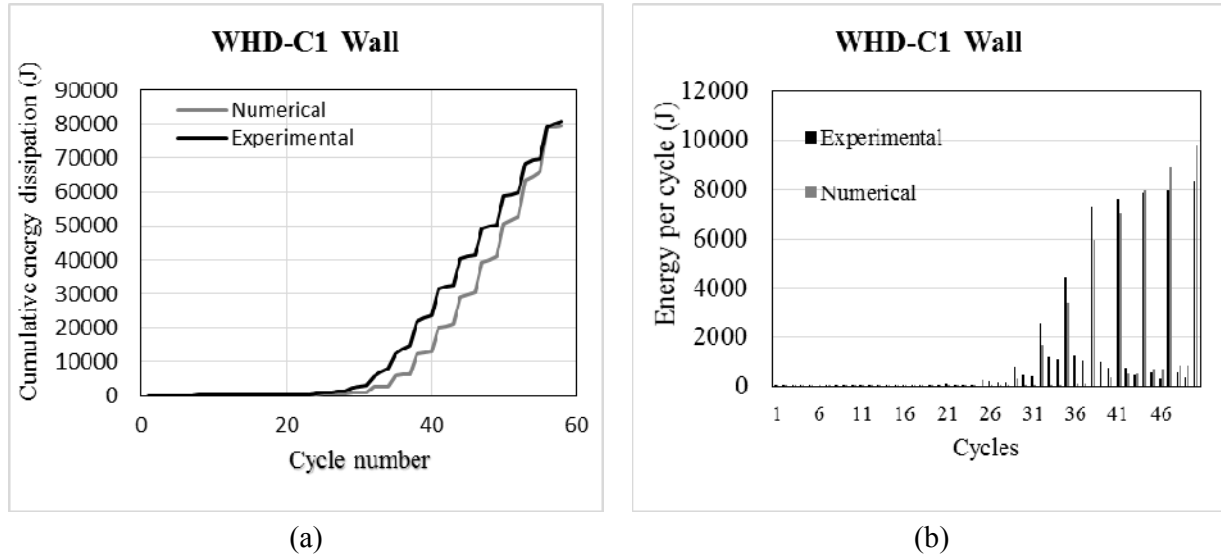 WHD-C1 Wall
Cumulative energy dissipation (J)
90000
80000
70000
60000
50000
40000
30000
20000
10000
0
Numerical
Experimental
0 20 40 60
Cycle number
(a)
WHD-C1 Wall
Energy per cycle (J)
12000
10000
8000
6000
4000
2000
0
Experimental
Numerical
1 6 11 16 21 26 31 36 41 46
Cycles
(b)